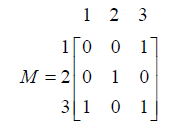 1 2 3
1 0 0 1
M = 2 0 1 0
3 1 0 1